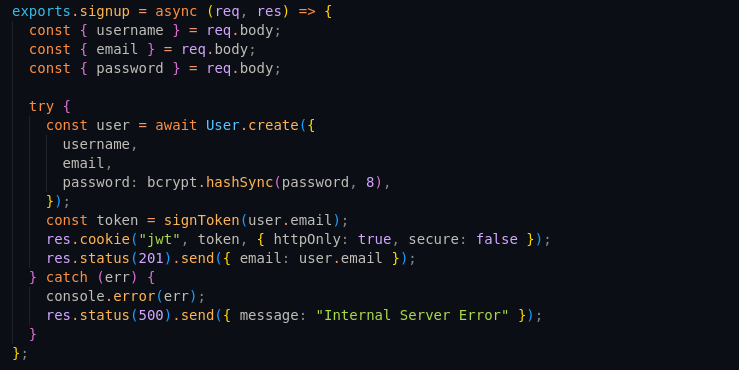 exports.signup = async (req, res) => {
  const { username } = req.body;
  const { email } = req.body;
  const { password } = req.body;

  try {
    const user = await User.create({
      username,
      email,
      password: bcrypt.hashSync(password, 8),
    });
    const token = signToken(user.email);
    res.cookie("jwt", token, { httpOnly: true, secure: false });
    res.status(201).send({ email: user.email });
  } catch (err) {
    console.error(err);
    res.status(500).send({ message: "Internal Server Error" });
  }
};